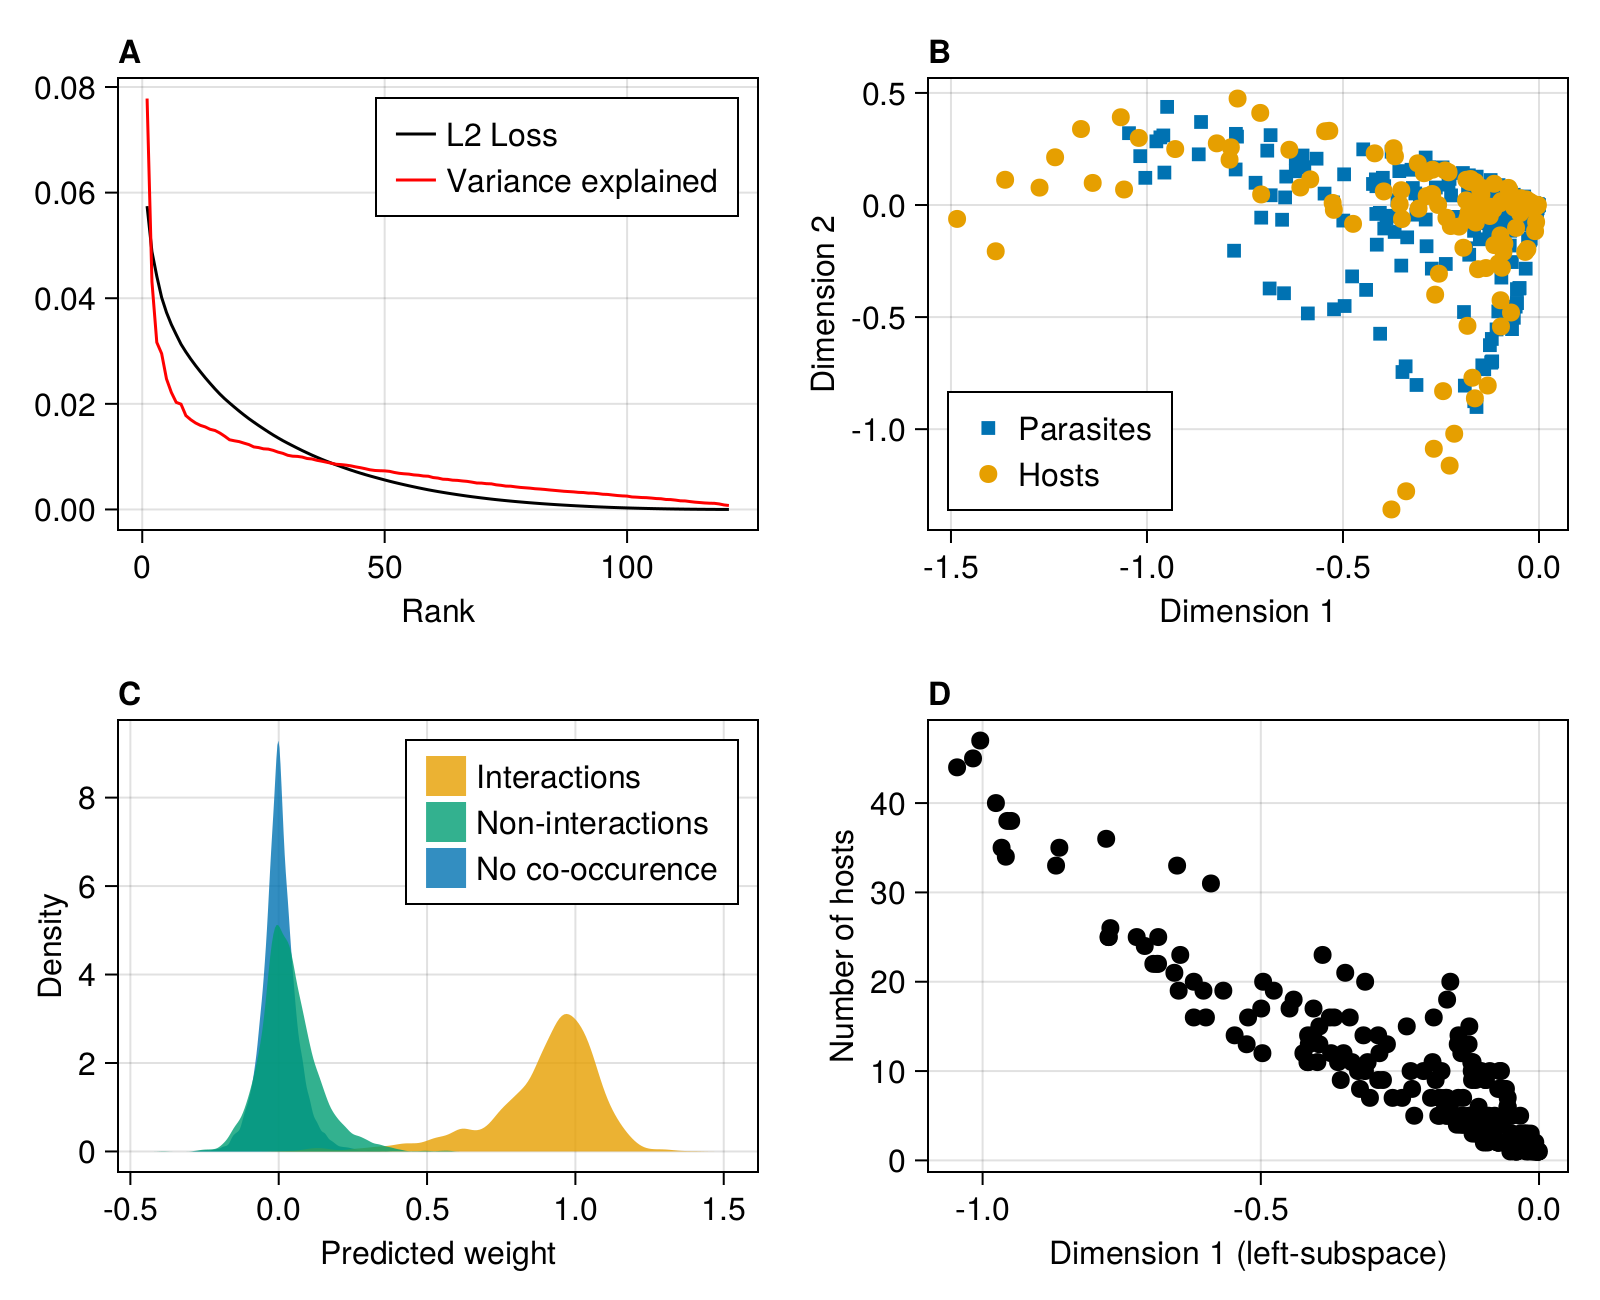 A
0.08
0.06
0.04
0.02
0.00
L2 Loss
Variance explained
0
50
100
Rank
B
0.5
0.0
-0.5
-1.0
Dimension 2
Parasites
Hosts
-1.5
-1.0
-0.5
0.0
Dimension 1
C
8
6
4
2
0
Density
Interactions
Non-interactions
No co-occurence
-0.5
0.0
0.5
1.0
1.5
Predicted weight
D
40
30
20
10
0
Number of hosts
-1.0
-0.5
0.0
Dimension 1 (left-subspace)